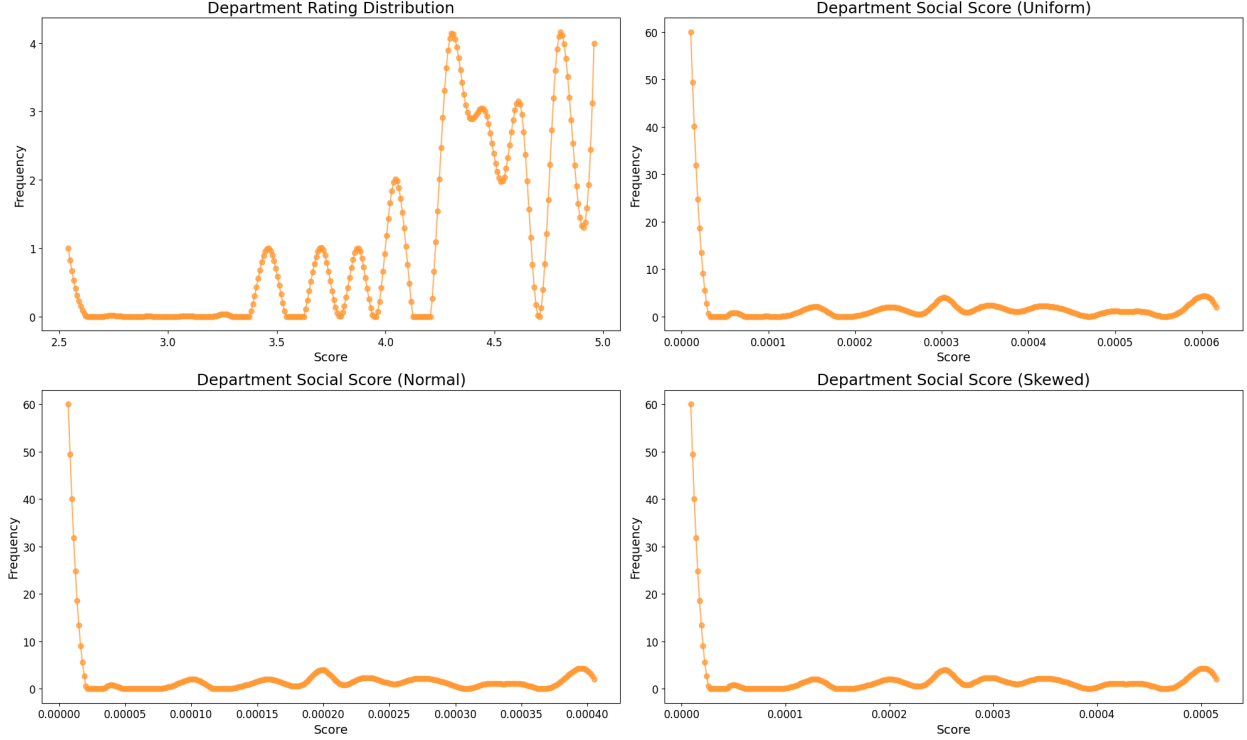 Department Rating Distribution
Frequency
4
3
2
1
0
2.5 3.0 3.5 4.0 4.5 5.0
Score
Department Social Score (Uniform)
Frequency
60
50
40
30
20
10
0
0.0000 0.0001 0.0002 0.0003 0.0004 0.0005 0.0006
Score
Department Social Score (Normal)
Frequency
60
50
40
30
20
10
0
0.00000 0.00005 0.00010 0.00015 0.00020 0.00025 0.00030 0.00035 0.00040
Score
Department Social Score (Skewed)
Frequency
60
50
40
30
20
10
0
0.0000 0.0001 0.0002 0.0003 0.0004 0.0005
Score